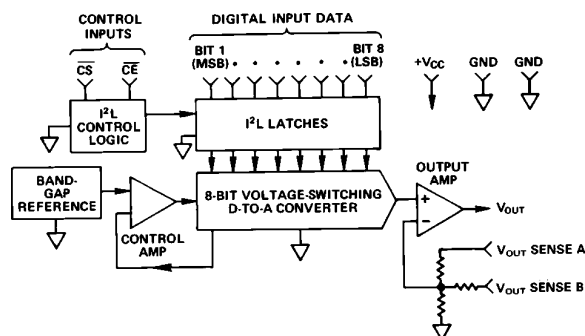 CONTROL INPUTS
DIGITAL INPUT DATA
CS
CE
BIT 1 (MSB)
BIT 8 (LSB)
+VCC
GND
GND
I²L CONTROL LOGIC
I²L LATCHES
BAND-GAP REFERENCE
CONTROL AMP
8-BIT VOLTAGE-SWITCHING D-TO-A CONVERTER
OUTPUT AMP
+
−
VOUT
VOUT SENSE A
VOUT SENSE B